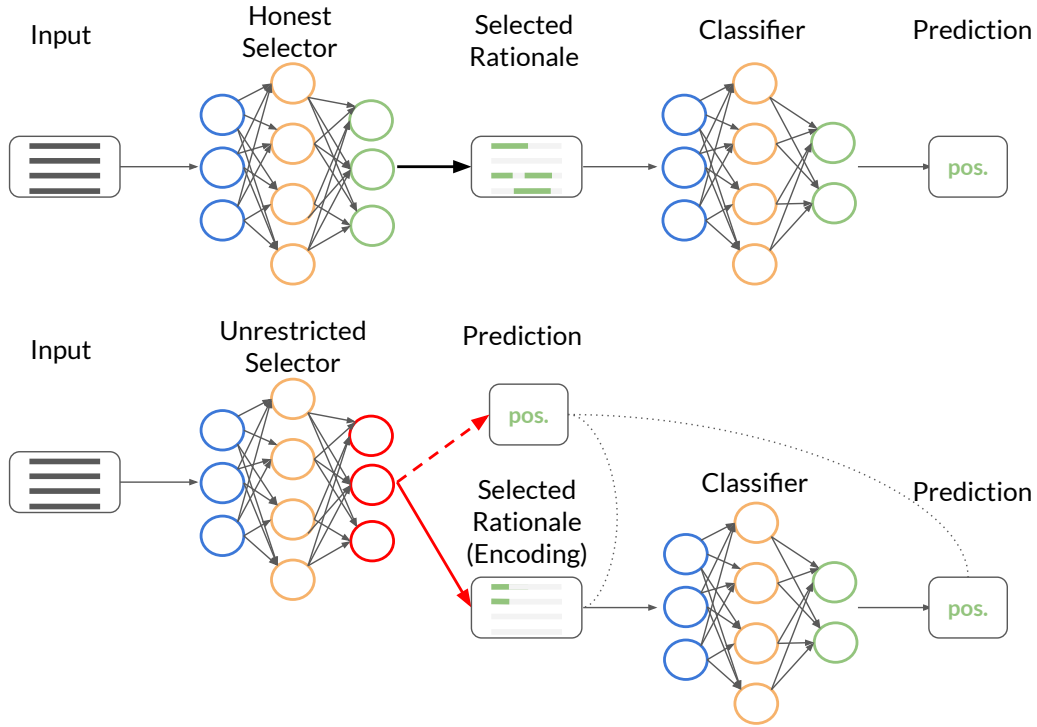 Input
Honest
Selector
Selected
Rationale
Classifier
Prediction
pos.
Input
Unrestricted
Selector
Prediction
pos.
Selected
Rationale
(Encoding)
Classifier
Prediction
pos.